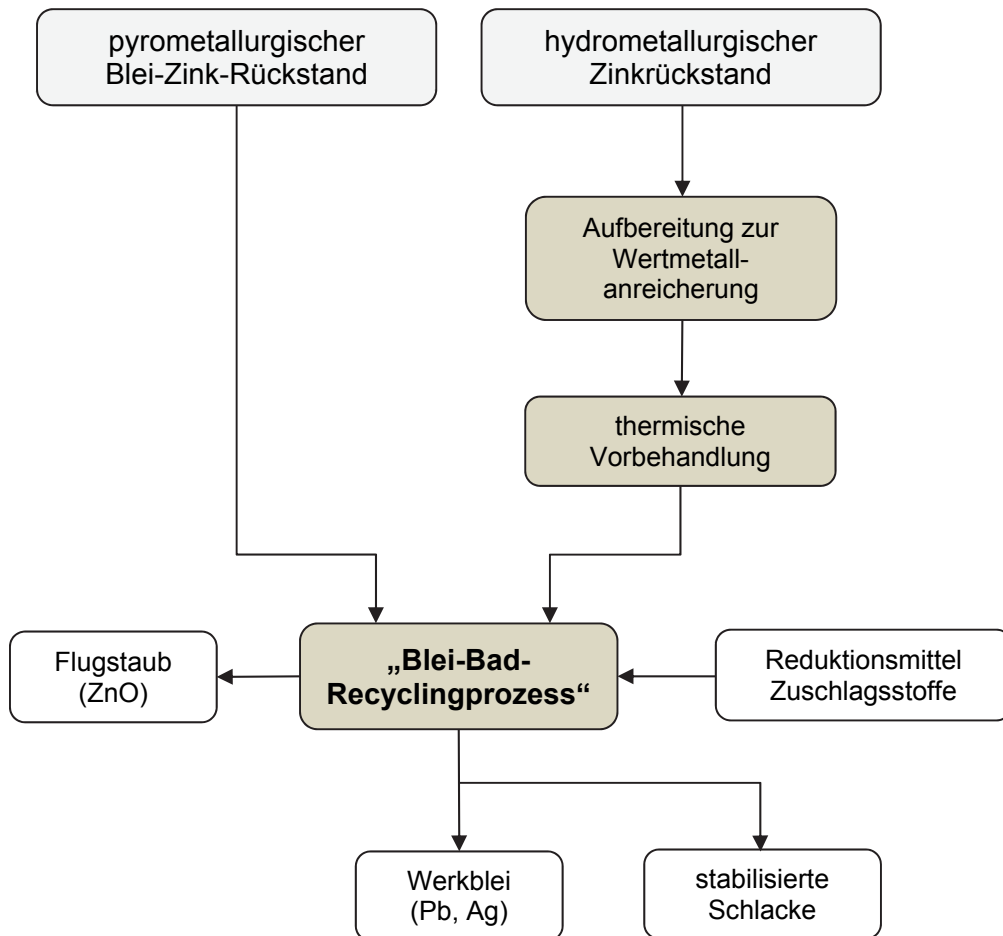 pyrometallurgischer
Blei-Zink-Rückstand
hydrometallurgischer
Zinkrückstand
Aufbereitung zur
Wertmetall-
anreicherung
thermische
Vorbehandlung
Flugstaub
(ZnO)
„Blei-Bad-
Recyclingprozess“
Reduktionsmittel
Zuschlagsstoffe
Werkblei
(Pb, Ag)
stabilisierte
Schlacke